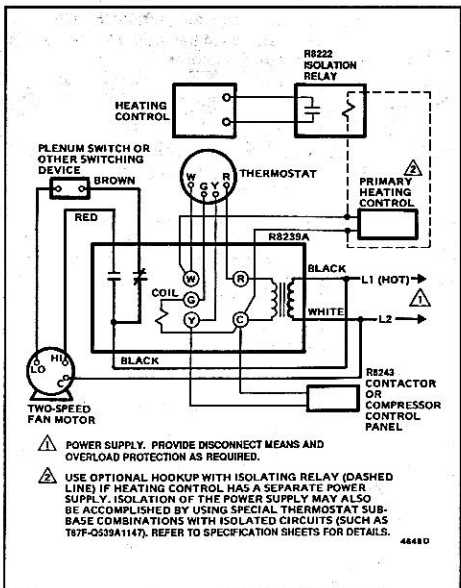 R8222
ISOLATION
RELAY
HEATING
CONTROL
PLENUM SWITCH OR
OTHER SWITCHING
DEVICE
BROWN
RED
W
G
Y
R
THERMOSTAT
2
PRIMARY
HEATING
CONTROL
R8239A
W
R
BLACK
L1 (HOT)
COIL
G
1
Y
C
WHITE
L2
BLACK
LO
HI
C
TWO-SPEED
FAN MOTOR
R8243
CONTACTOR
OR
COMPRESSOR
CONTROL
PANEL
1 POWER SUPPLY. PROVIDE DISCONNECT MEANS AND
OVERLOAD PROTECTION AS REQUIRED.
2 USE OPTIONAL HOOKUP WITH ISOLATING RELAY (DASHED
LINE) IF HEATING CONTROL HAS A SEPARATE POWER
SUPPLY. ISOLATION OF THE POWER SUPPLY MAY ALSO
BE ACCOMPLISHED BY USING SPECIAL THERMOSTAT SUB-
BASE COMBINATIONS WITH ISOLATED CIRCUITS (SUCH AS
T87F-Q539A1147). REFER TO SPECIFICATION SHEETS FOR DETAILS.